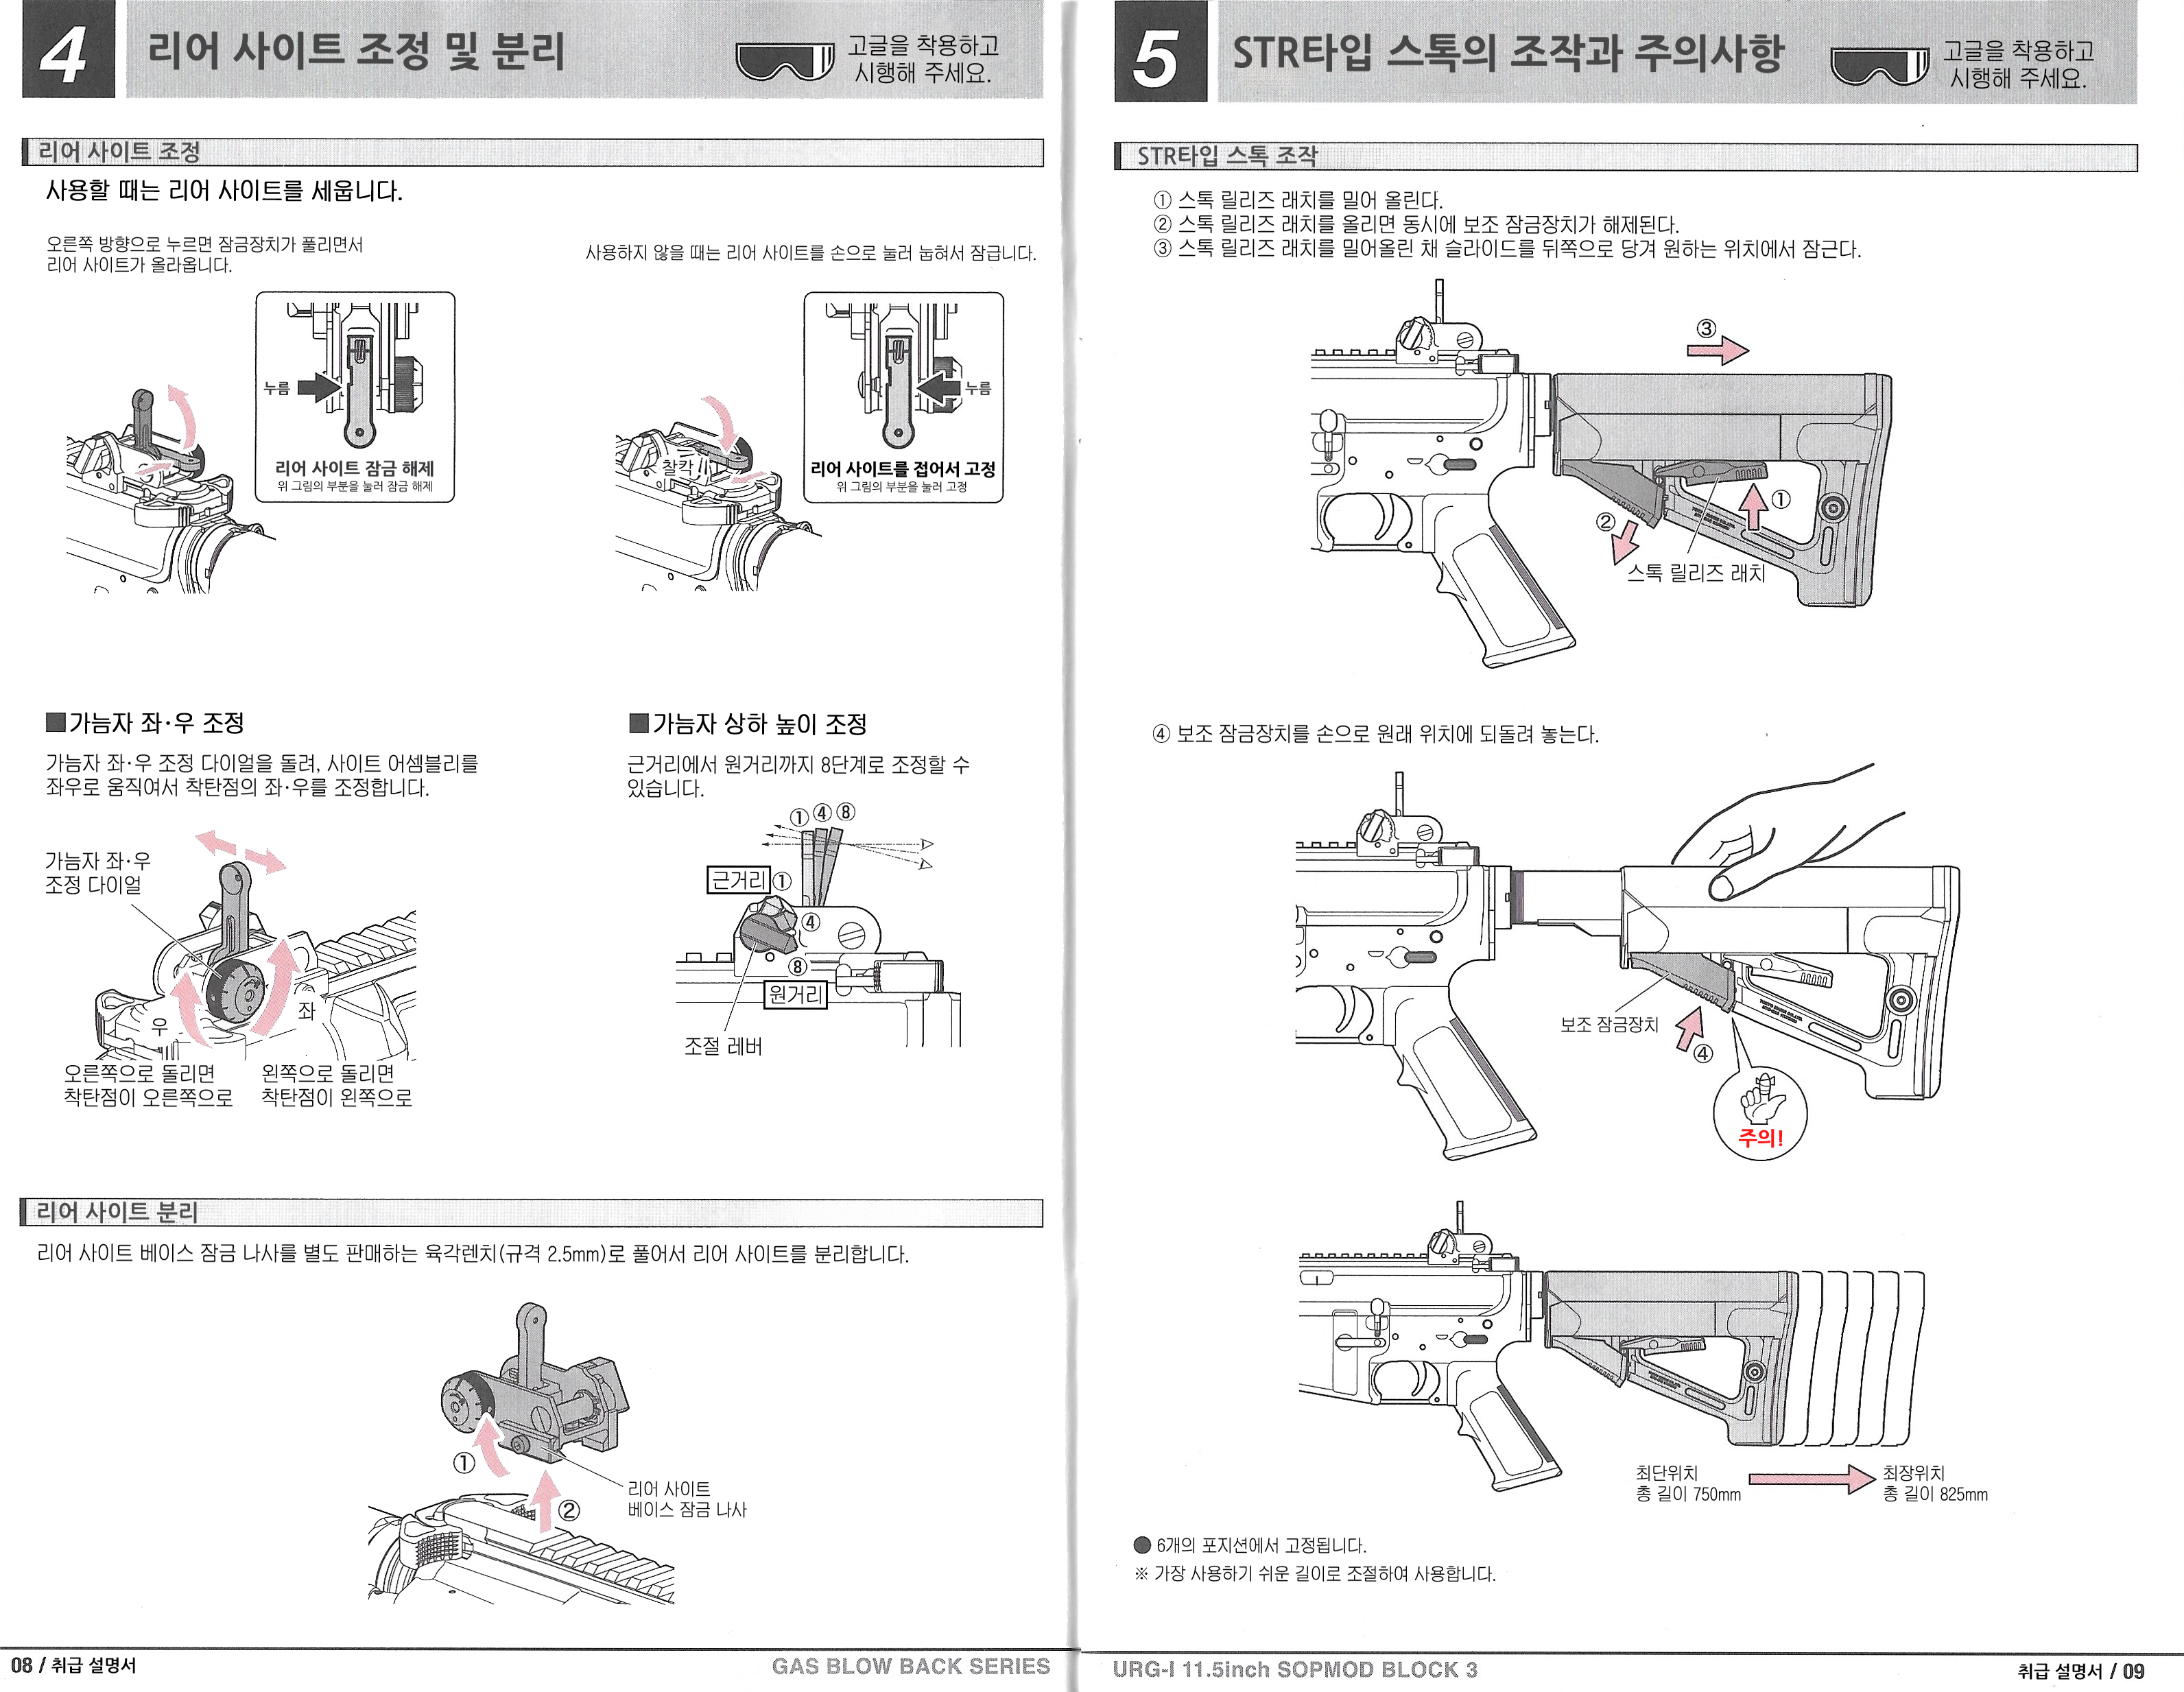 4
리어 사이트 조정 및 분리
고글을 착용하고
시행해 주세요.
리어 사이트 조정
사용할 때는 리어 사이트를 세웁니다.
오른쪽 방향으로 누르면 잠금장치가 풀리면서
리어 사이트가 올라옵니다.
누름
리어 사이트 잠금 해제
위 그림의 부분을 눌러 잠금 해제
사용하지 않을 때는 리어 사이트를 손으로 눌러 눕혀서 잠급니다.
찰칵
누름
리어 사이트를 접어서 고정
위 그림의 부분을 눌러 고정
■가늠자 좌·우 조정
가늠자 좌·우 조정 다이얼을 돌려, 사이트 어셈블리를
좌우로 움직여서 착탄점의 좌·우를 조정합니다.
가늠자 좌·우
조정 다이얼
우
좌
오른쪽으로 돌리면
착탄점이 오른쪽으로
왼쪽으로 돌리면
착탄점이 왼쪽으로
■가늠자 상하 높이 조정
근거리에서 원거리까지 8단계로 조정할 수
있습니다.
① ④ ⑧
근거리 ①
④
⑧
원거리
조절 레버
리어 사이트 분리
리어 사이트 베이스 잠금 나사를 별도 판매하는 육각렌치(규격 2.5mm)로 풀어서 리어 사이트를 분리합니다.
①
②
리어 사이트
베이스 잠금 나사
08 / 취급 설명서
GAS BLOW BACK SERIES
5
STR타입 스톡의 조작과 주의사항
고글을 착용하고
시행해 주세요.
STR타입 스톡 조작
① 스톡 릴리즈 래치를 밀어 올린다.
② 스톡 릴리즈 래치를 올리면 동시에 보조 잠금장치가 해제된다.
③ 스톡 릴리즈 래치를 밀어올린 채 슬라이드를 뒤쪽으로 당겨 원하는 위치에서 잠근다.
③
①
②
스톡 릴리즈 래치
④ 보조 잠금장치를 손으로 원래 위치에 되돌려 놓는다.
보조 잠금장치
④
주의!
최단위치
총 길이 750mm
최장위치
총 길이 825mm
● 6개의 포지션에서 고정됩니다.
※ 가장 사용하기 쉬운 길이로 조절하여 사용합니다.
URG-I 11.5inch SOPMOD BLOCK 3
취급 설명서 / 09